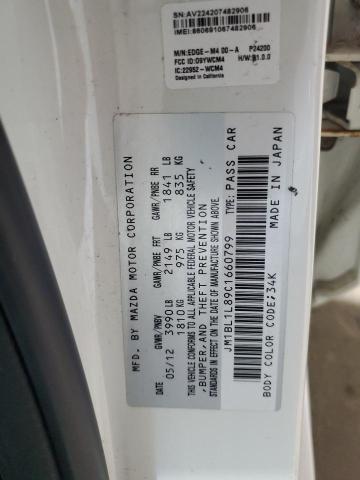 SN:AV224207482906
IMEI:860691067482906
M/N:EDGE-M4 00-A P24200
FCC ID:O9YWCM4 H/W:B1.0.0
IC:22952-WCM4
Designed in California
MFD. BY MAZDA MOTOR CORPORATION
GVWR/PNBV GAWR/PNBE FRT GAWR/PNBE RR
05/12 3990 LB 2149 LB 1841 LB
1810 KG 975 KG 835 KG
THIS VEHICLE CONFORMS TO ALL APPLICABLE FEDERAL MOTOR VEHICLE SAFETY
,BUMPER,AND THEFT PREVENTION
STANDARDS IN EFFECT ON THE DATE OF MANUFACTURE SHOWN ABOVE.
JM1BL1L89C1660799 PASS CAR
BODY COLOR CODE;34K MADE IN JAPAN